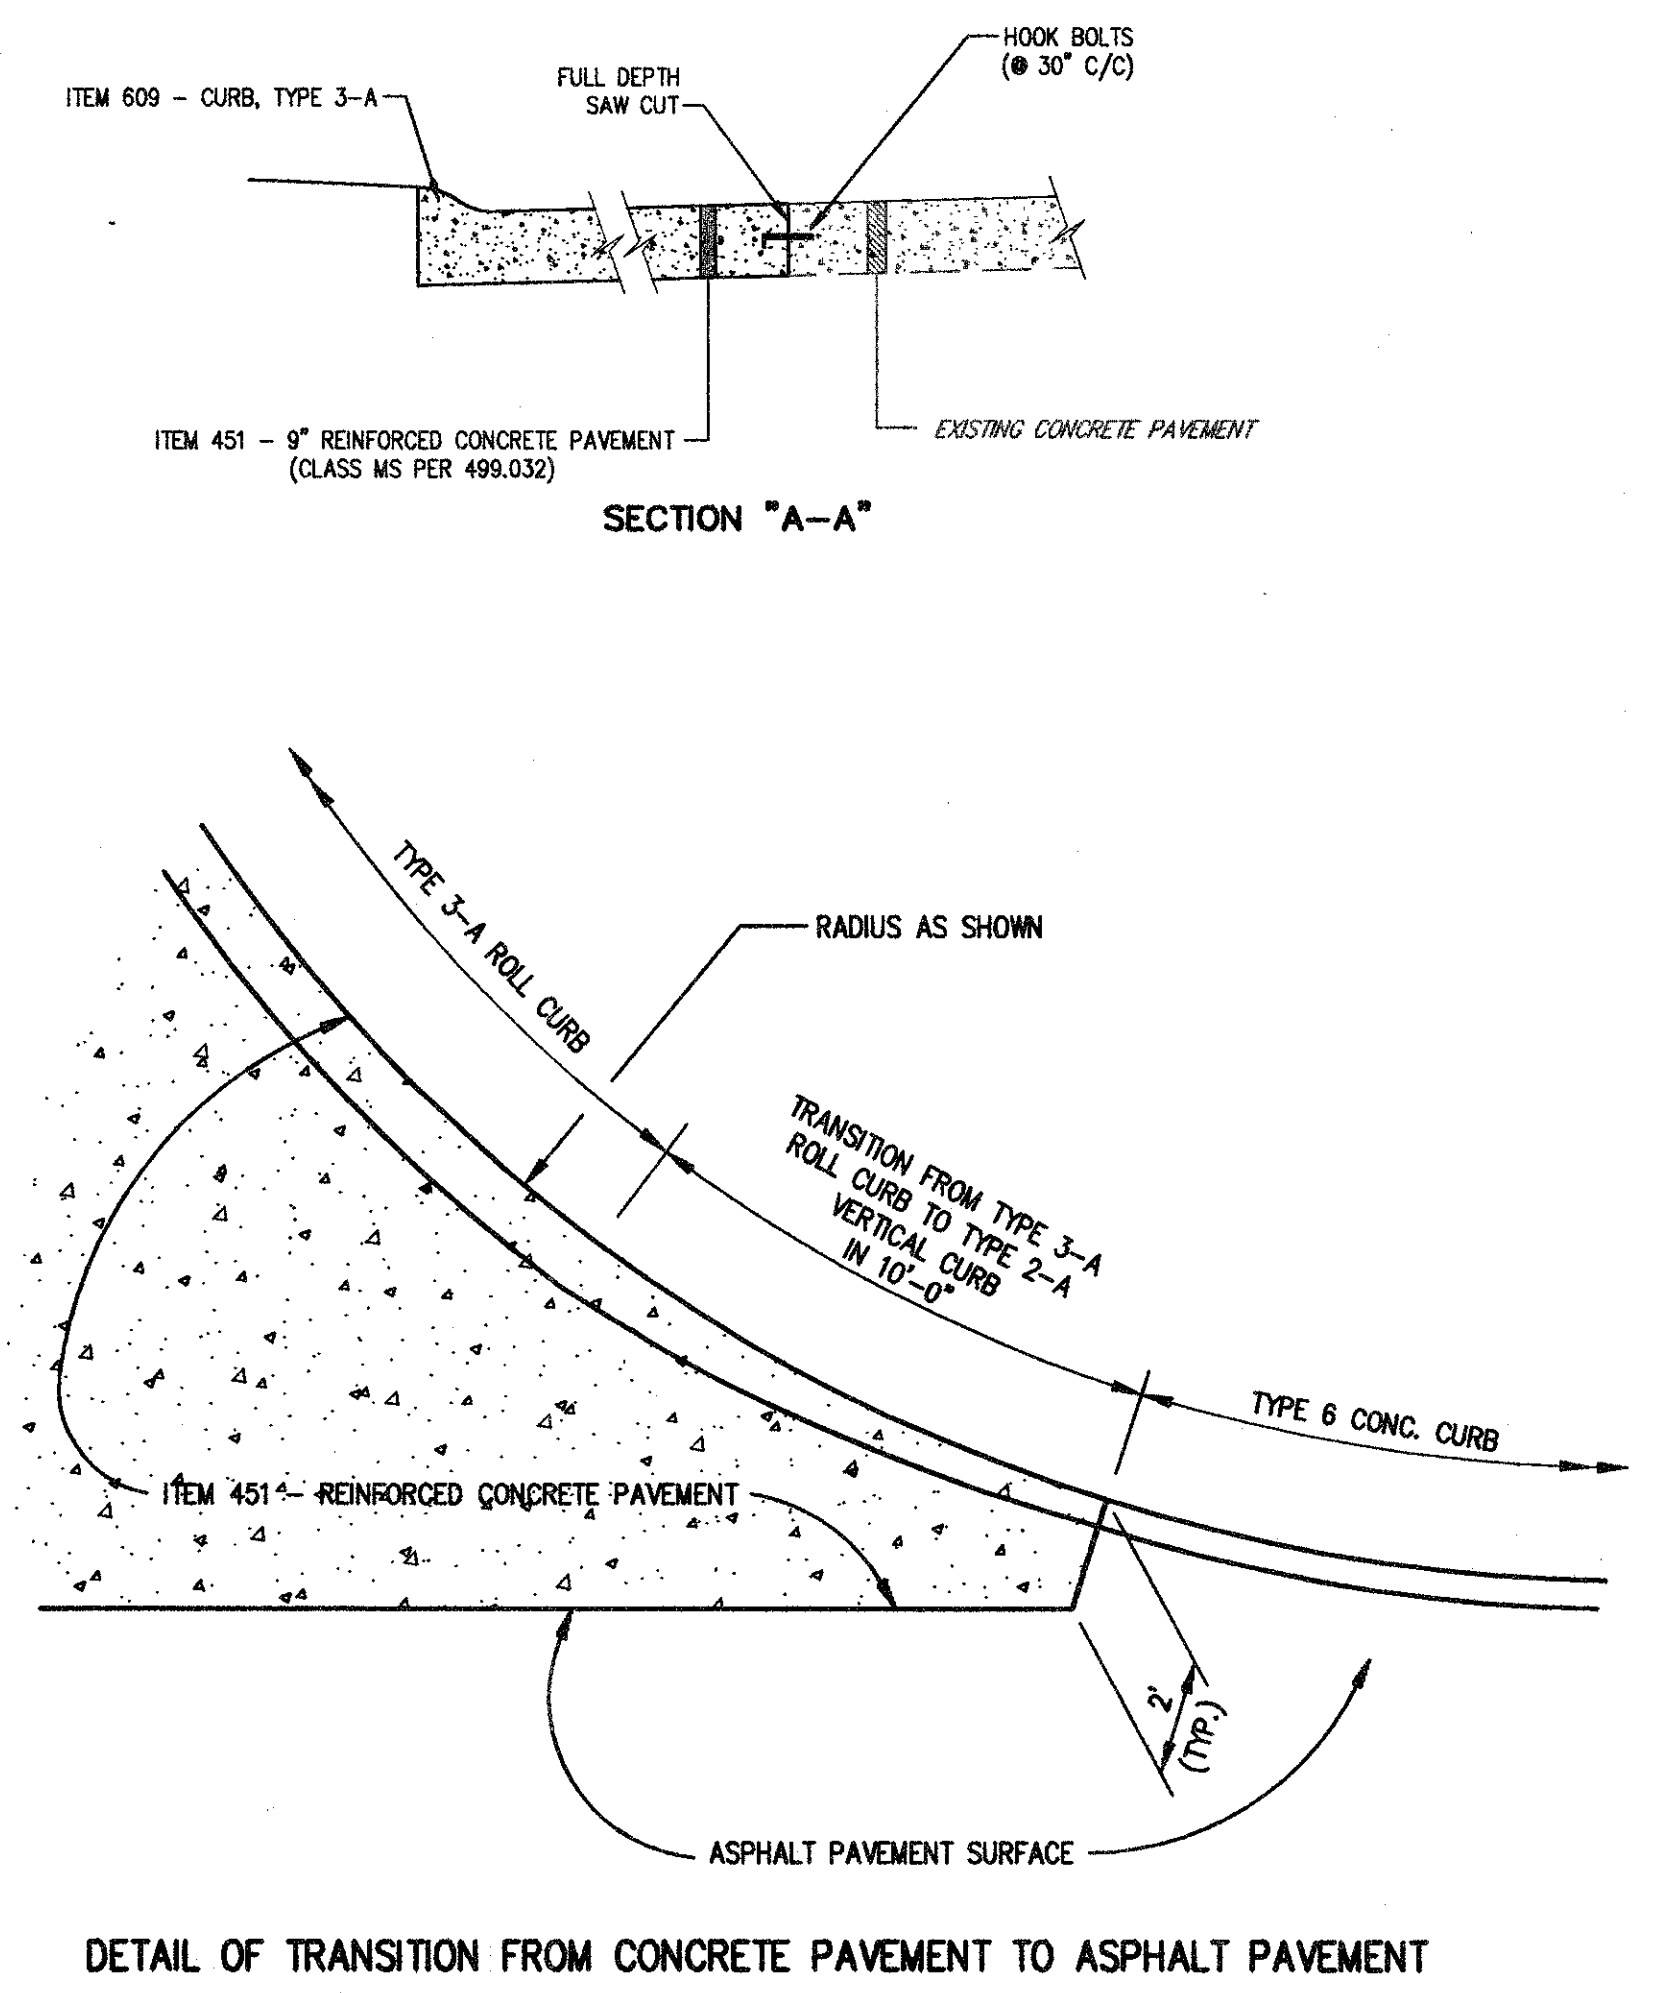 HOOK BOLTS
(@ 30" C/C)
FULL DEPTH
SAW CUT
ITEM 609 - CURB, TYPE 3-A
ITEM 451 - 9" REINFORCED CONCRETE PAVEMENT
(CLASS MS PER 499.032)
EXISTING CONCRETE PAVEMENT
SECTION "A-A"
TYPE 3-A ROLL CURB
RADIUS AS SHOWN
TRANSITION FROM TYPE 3-A
ROLL CURB TO TYPE 2-A
VERTICAL CURB
IN 10'-0"
TYPE 6 CONC. CURB
ITEM 451 - REINFORCED CONCRETE PAVEMENT
2'
(TYP.)
ASPHALT PAVEMENT SURFACE
DETAIL OF TRANSITION FROM CONCRETE PAVEMENT TO ASPHALT PAVEMENT